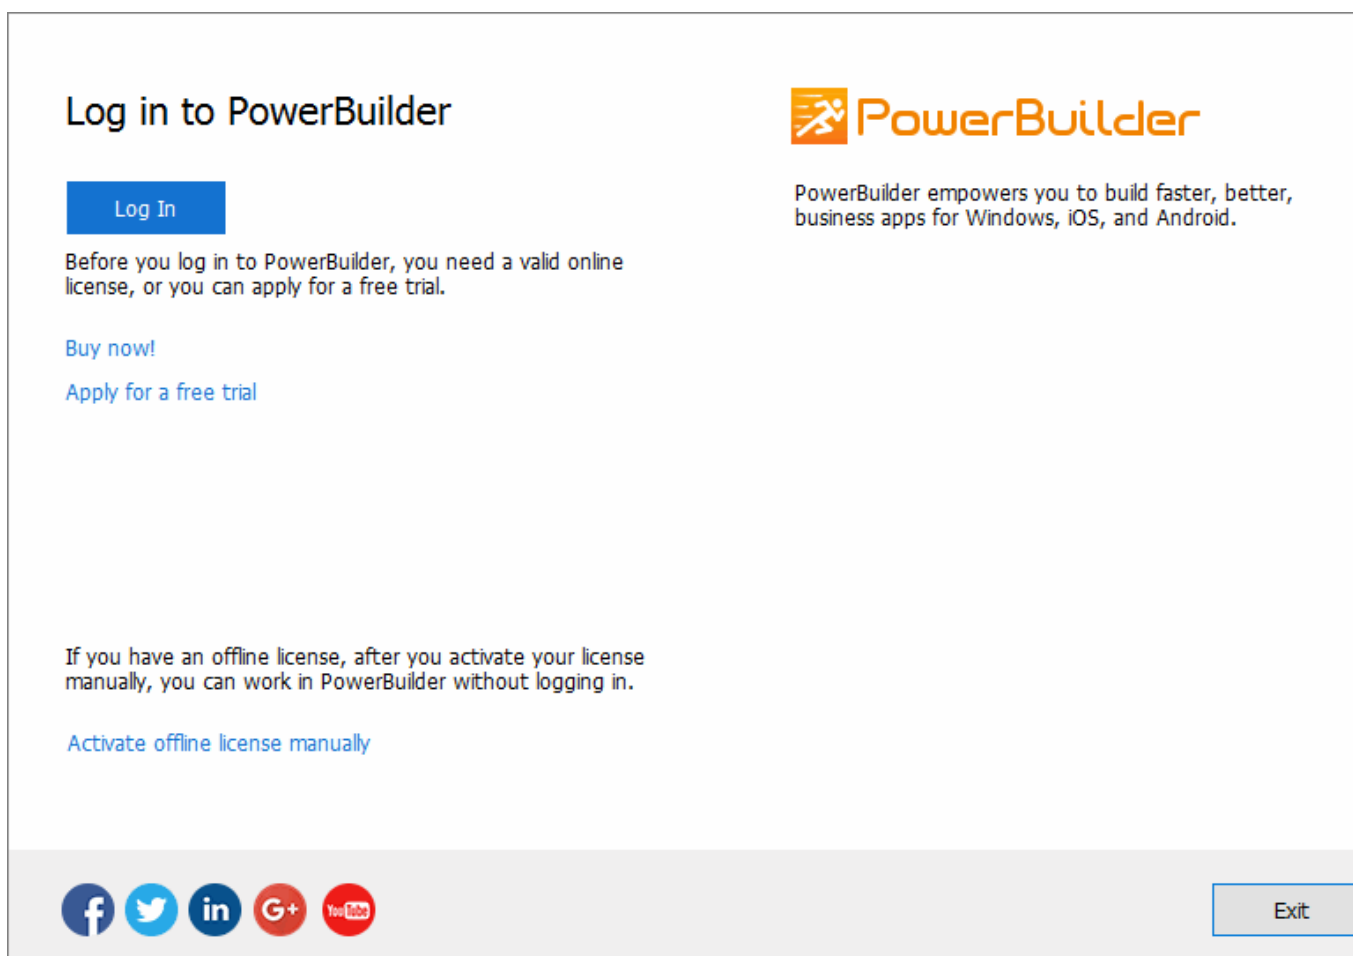 Log in to PowerBuilder
Log In
Before you log in to PowerBuilder, you need a valid online
license, or you can apply for a free trial.
Buy now!
Apply for a free trial
If you have an offline license, after you activate your license
manually, you can work in PowerBuilder without logging in.
Activate offline license manually
PowerBuilder
PowerBuilder empowers you to build faster, better,
business apps for Windows, iOS, and Android.
f
in
G+
YouTube
Exit